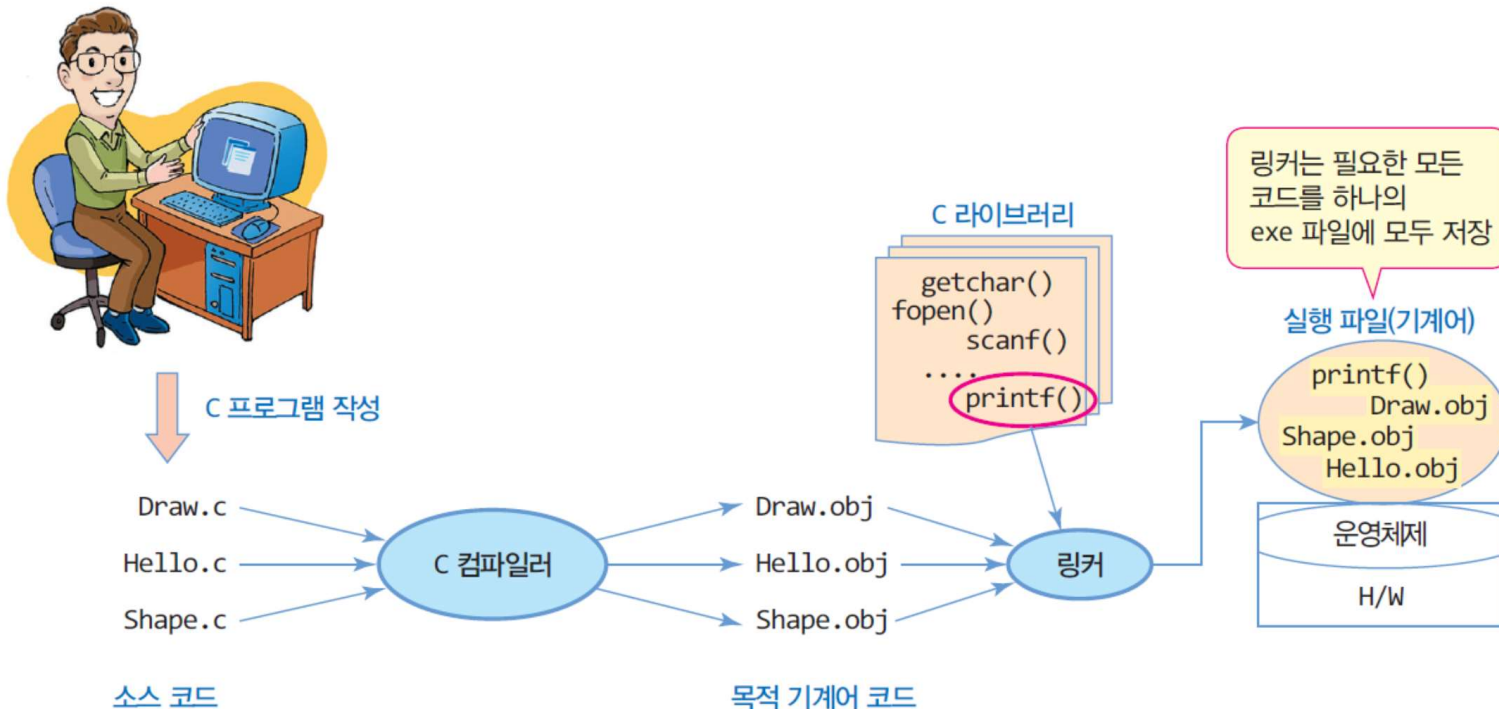 링커는 필요한 모든
코드를 하나의
exe 파일에 모두 저장
C 라이브러리
getchar()
fopen()
scanf()
....
printf()
실행 파일(기계어)
printf()
Draw.obj
Shape.obj
Hello.obj
운영체제
H/W
C 프로그램 작성
Draw.c
Hello.c
Shape.c
C 컴파일러
Draw.obj
Hello.obj
Shape.obj
링커
소스 코드
목적 기계어 코드